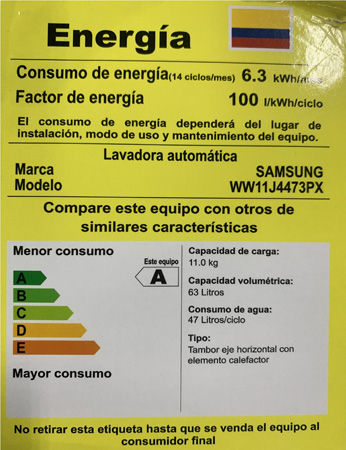 Energía
Consumo de energía(14 ciclos/mes) 6.3 kWh/mes
Factor de energía 100 l/kWh/ciclo
El consumo de energía dependerá del lugar de
instalación, modo de uso y mantenimiento del equipo.
Lavadora automática
Marca SAMSUNG
Modelo WW11J4473PX
Compare este equipo con otros de
similares características
Menor consumo
Este equipo
A
A
B
C
D
E
Mayor consumo
Capacidad de carga:
11.0 kg
Capacidad volumétrica:
63 Litros
Consumo de agua:
47 Litros/ciclo
Tipo:
Tambor eje horizontal con
elemento calefactor
No retirar esta etiqueta hasta que se venda el equipo al
consumidor final